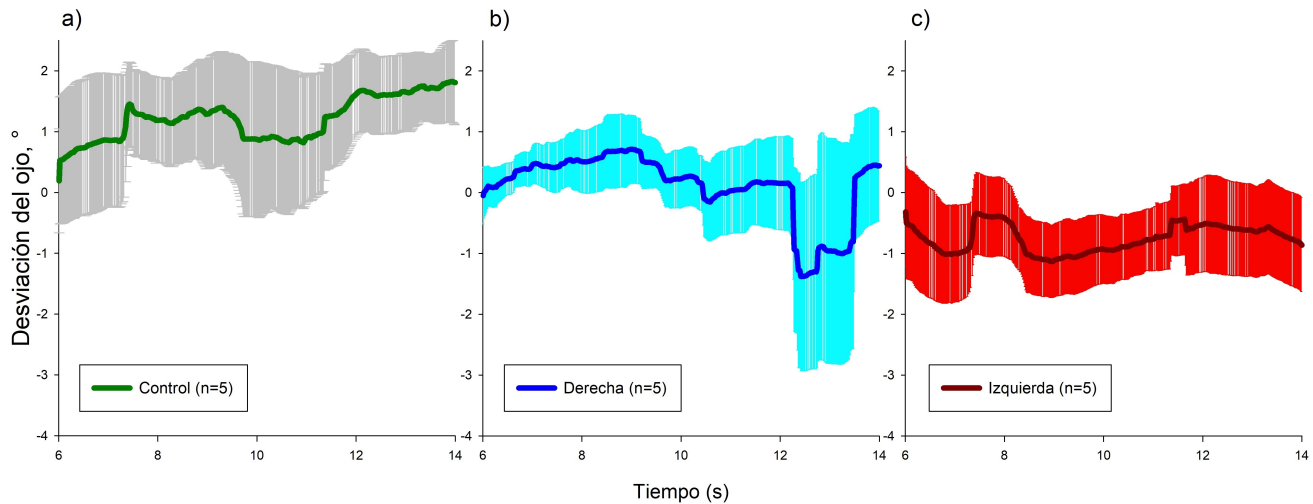 a)
b)
c)
Desviación del ojo, °
2
1
0
-1
-2
-3
-4
2
1
0
-1
-2
-3
-4
2
1
0
-1
-2
-3
-4
Control (n=5)
Derecha (n=5)
Izquierda (n=5)
6 8 10 12 14
6 8 10 12 14
6 8 10 12 14
Tiempo (s)